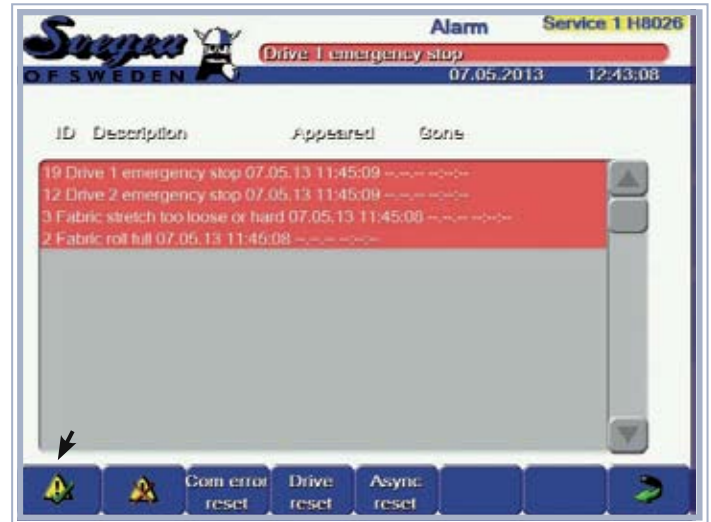 Alarm
Service 1 H8026
Svegea
OF SWEDEN
Drive 1 emergency stop
07.05.2013 12:43:08
ID Description Appeared Gone
19 Drive 1 emergency stop 07.05.13 11:45:09 --.--.-- --:--:--
12 Drive 2 emergency stop 07.05.13 11:45:09 --.--.-- --:--:--
3 Fabric stretch too loose or hard 07.05.13 11:45:08 --.--.-- --:--:--
2 Fabric roll full 07.05.13 11:45:08 --.--.-- --:--:--
Com error reset
Drive reset
Async reset